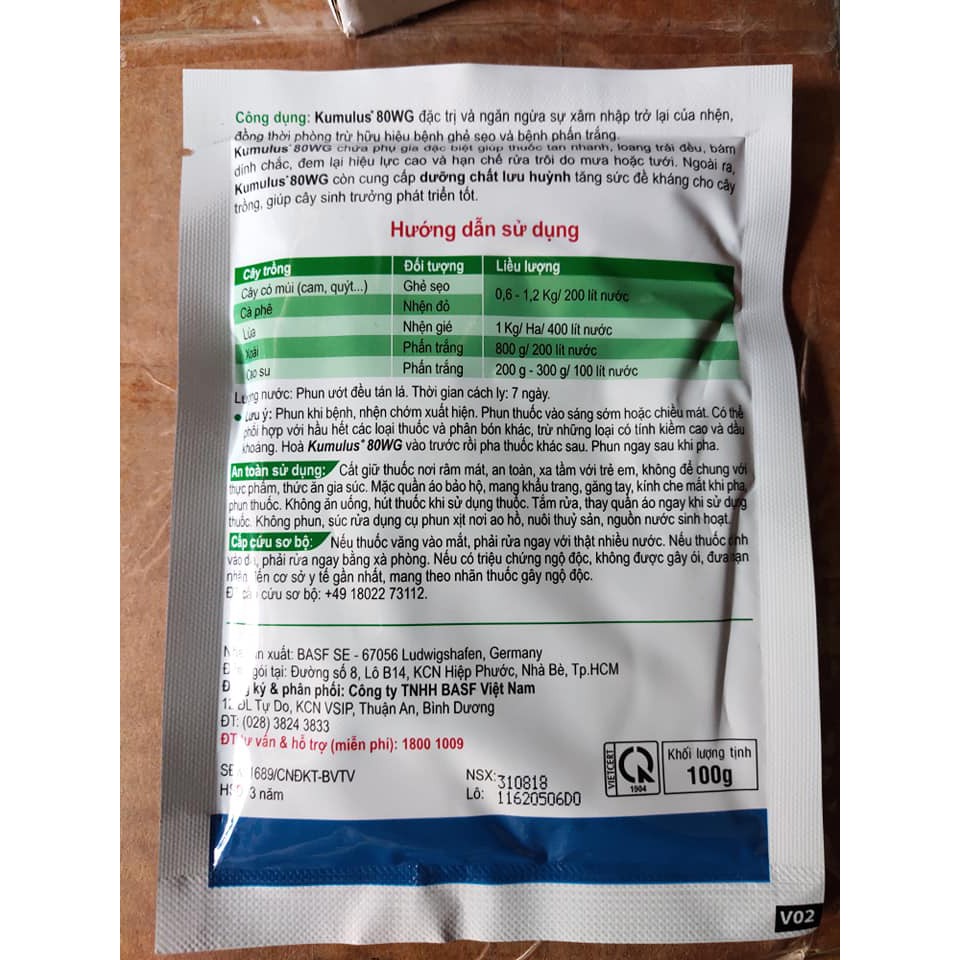 Công dụng: Kumulus® 80WG đặc trị và ngăn ngừa sự xâm nhập trở lại của nhện,
đồng thời phòng trừ hữu hiệu bệnh ghẻ sẹo và bệnh phấn trắng.
Kumulus® 80WG chứa phụ gia đặc biệt giúp thuốc tan nhanh, loang trải đều, bám
dính chắc, đem lại hiệu lực cao và hạn chế rửa trôi do mưa hoặc tưới. Ngoài ra,
Kumulus® 80WG còn cung cấp dưỡng chất lưu huỳnh tăng sức đề kháng cho cây
trồng, giúp cây sinh trưởng phát triển tốt.
Hướng dẫn sử dụng
Cây trồng Đối tượng Liều lượng
Cây có múi (cam, quýt...) Ghẻ sẹo 0,6 - 1,2 Kg/ 200 lít nước
Cà phê Nhện đỏ
Lúa Nhện gié 1 Kg/ Ha/ 400 lít nước
Xoài Phấn trắng 800 g/ 200 lít nước
Cao su Phấn trắng 200 g - 300 g/ 100 lít nước
nước: Phun ướt đều tán lá. Thời gian cách ly: 7 ngày.
• Lưu ý: Phun khi bệnh, nhện chớm xuất hiện. Phun thuốc vào sáng sớm hoặc chiều mát. Có thể
phối hợp với hầu hết các loại thuốc và phân bón khác, trừ những loại có tính kiềm cao và dầu
khoáng. Hoà Kumulus® 80WG vào trước rồi pha thuốc khác sau. Phun ngay sau khi pha.
An toàn sử dụng: Cất giữ thuốc nơi râm mát, an toàn, xa tầm với trẻ em, không để chung với
thực phẩm, thức ăn gia súc. Mặc quần áo bảo hộ, mang khẩu trang, găng tay, kính che mắt khi pha,
phun thuốc. Không ăn uống, hút thuốc khi sử dụng thuốc. Tắm rửa, thay quần áo ngay khi sử dụng
thuốc. Không phun, súc rửa dụng cụ phun xịt nơi ao hồ, nuôi thuỷ sản, nguồn nước sinh hoạt.
Cấp cứu sơ bộ: Nếu thuốc văng vào mắt, phải rửa ngay với thật nhiều nước. Nếu thuốc
vào phải rửa ngay bằng xà phòng. Nếu có triệu chứng ngộ độc, không được gây ói, đưa
đến cơ sở y tế gần nhất, mang theo nhãn thuốc gây ngộ độc.
cứu sơ bộ: +49 18022 73112.
xuất: BASF SE - 67056 Ludwigshafen, Germany
gói tại: Đường số 8, Lô B14, KCN Hiệp Phước, Nhà Bè, Tp.HCM
ký & phân phối: Công ty TNHH BASF Việt Nam
ĐL Tự Do, KCN VSIP, Thuận An, Bình Dương
ĐT: (028) 3824 3833
ĐT tư vấn & hỗ trợ (miễn phí): 1800 1009
1689/CNĐKT-BVTV
3 năm
NSX: 310818
Lô: 11620506D0
VIETCERT
1904
Khối lượng tịnh
100g
V02